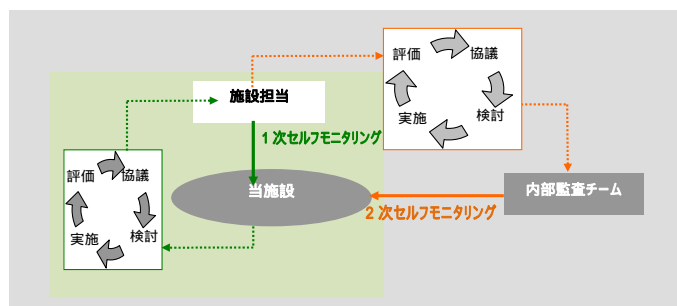 評価
協議
検討
実施
施設担当
1次セルフモニタリング
評価
協議
検討
実施
当施設
内部監査チーム
2次セルフモニタリング